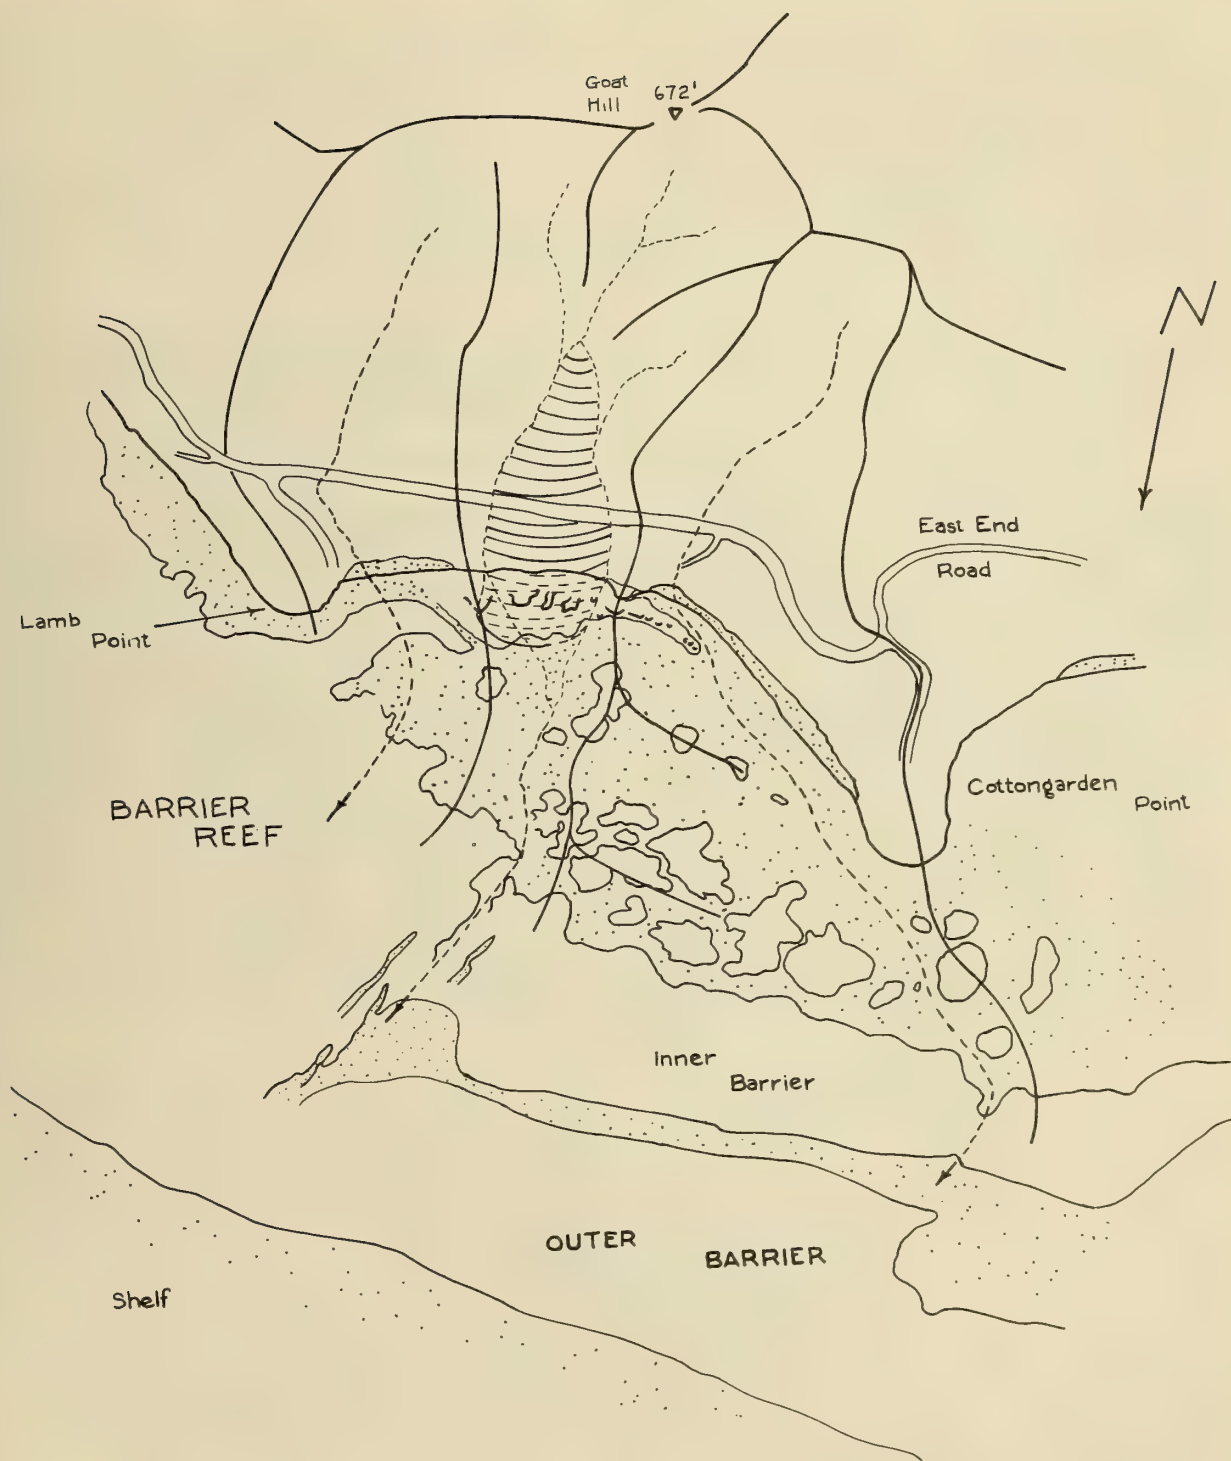 Goat
Hill
672'
N
East End
Road
Lamb
Point
Cottongarden
Point
BARRIER
REEF
Inner
Barrier
OUTER
BARRIER
Shelf